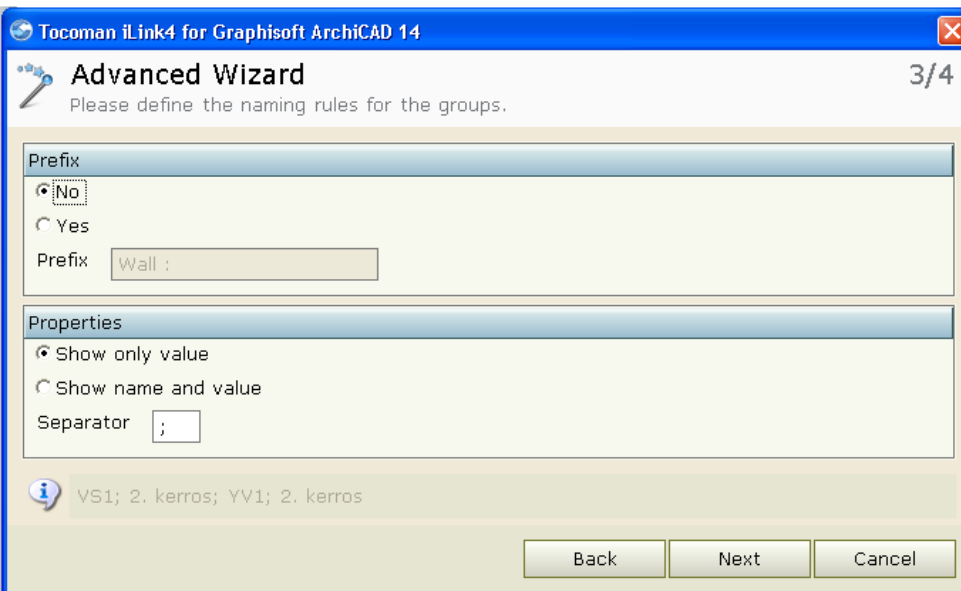 Tocoman iLink4 for Graphisoft ArchiCAD 14
Advanced Wizard
3/4
Please define the naming rules for the groups.
Prefix
No
Yes
Prefix
Wall :
Properties
Show only value
Show name and value
Separator
;
VS1; 2. kerros; YV1; 2. kerros
Back
Next
Cancel